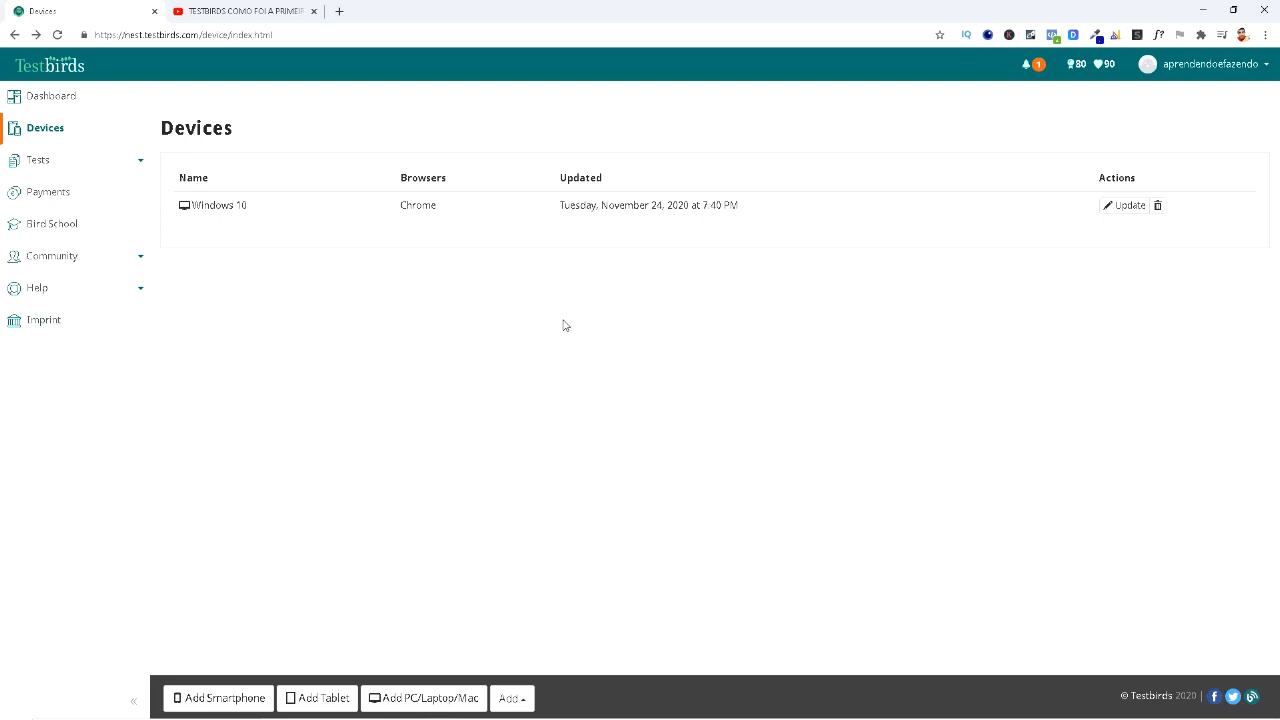 Devices
TESTBIRDS COMO FOI A PRIMEIR
https://nest.testbirds.com/device/index.html
Testbirds
1
80
90
aprendendoefazendo
Dashboard
Devices
Tests
Payments
Bird School
Community
Help
Imprint
Devices
Name Browsers Updated Actions
Windows 10 Chrome Tuesday, November 24, 2020 at 7:40 PM Update
«
Add Smartphone
Add Tablet
Add PC/Laptop/Mac
Add
© Testbirds 2020 |